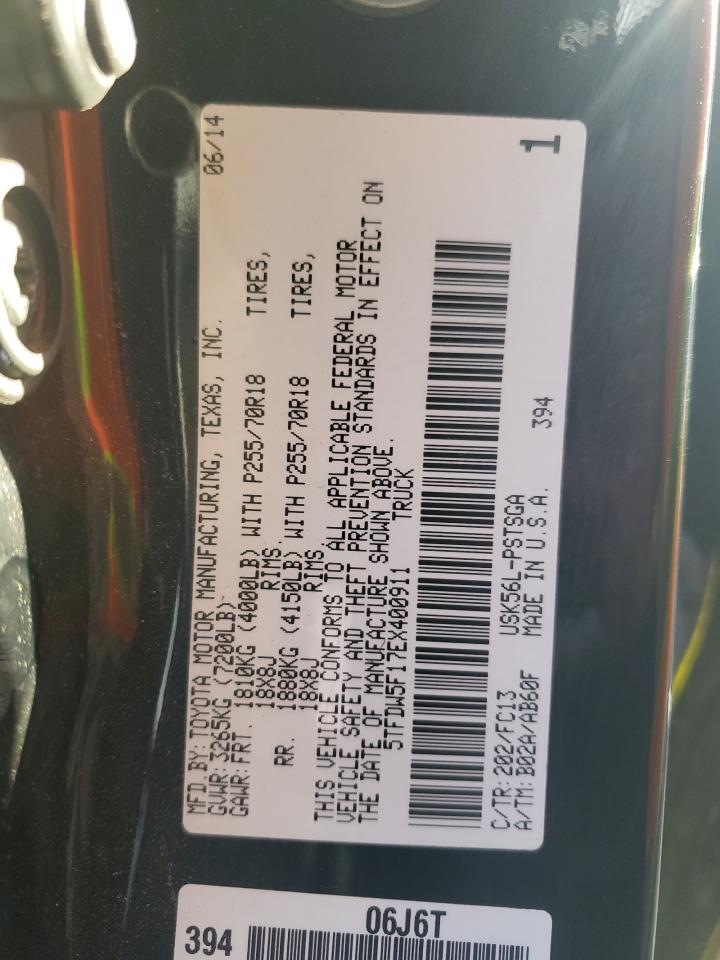 06/14
MFD.BY:TOYOTA MOTOR MANUFACTURING, TEXAS, INC.
GVWR:3265KG (7200LB)
GAWR:FRT. 1810KG (4000LB) WITH P255/70R18 TIRES,
18X8J RIMS.
RR. 1880KG (4150LB) WITH P255/70R18 TIRES,
18X8J RIMS
THIS VEHICLE CONFORMS TO ALL APPLICABLE FEDERAL MOTOR
VEHICLE SAFETY AND THEFT PREVENTION STANDARDS IN EFFECT ON
THE DATE OF MANUFACTURE SHOWN ABOVE.
5TFDW5F17EX400911 TRUCK
C/TR:202/FC13 USK56L-PSTSGA 394
A/TM:B02A/AB60F MADE IN U.S.A.
1
394
06J6T